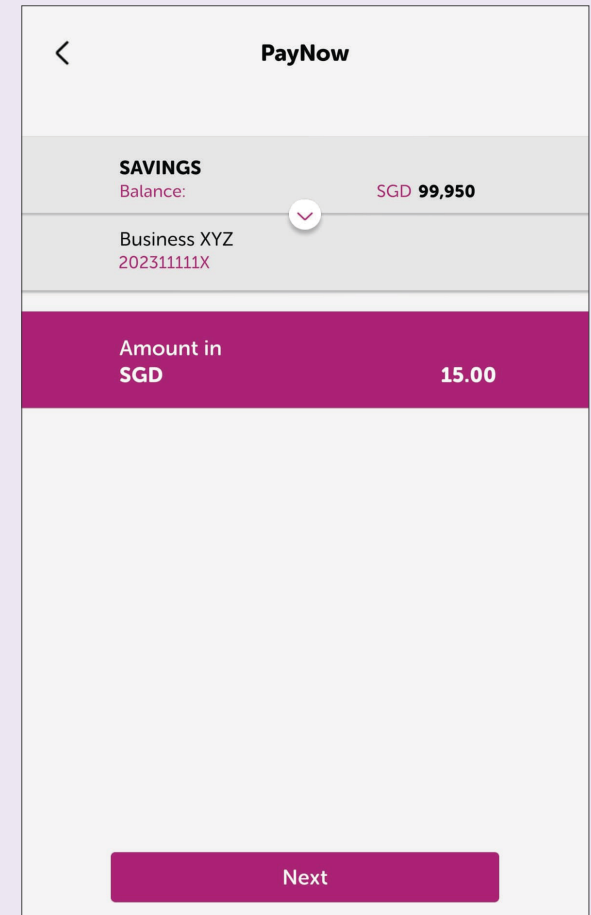 PayNow
SAVINGS
Balance: SGD 99,950
Business XYZ
202311111X
Amount in
SGD 15.00
Next